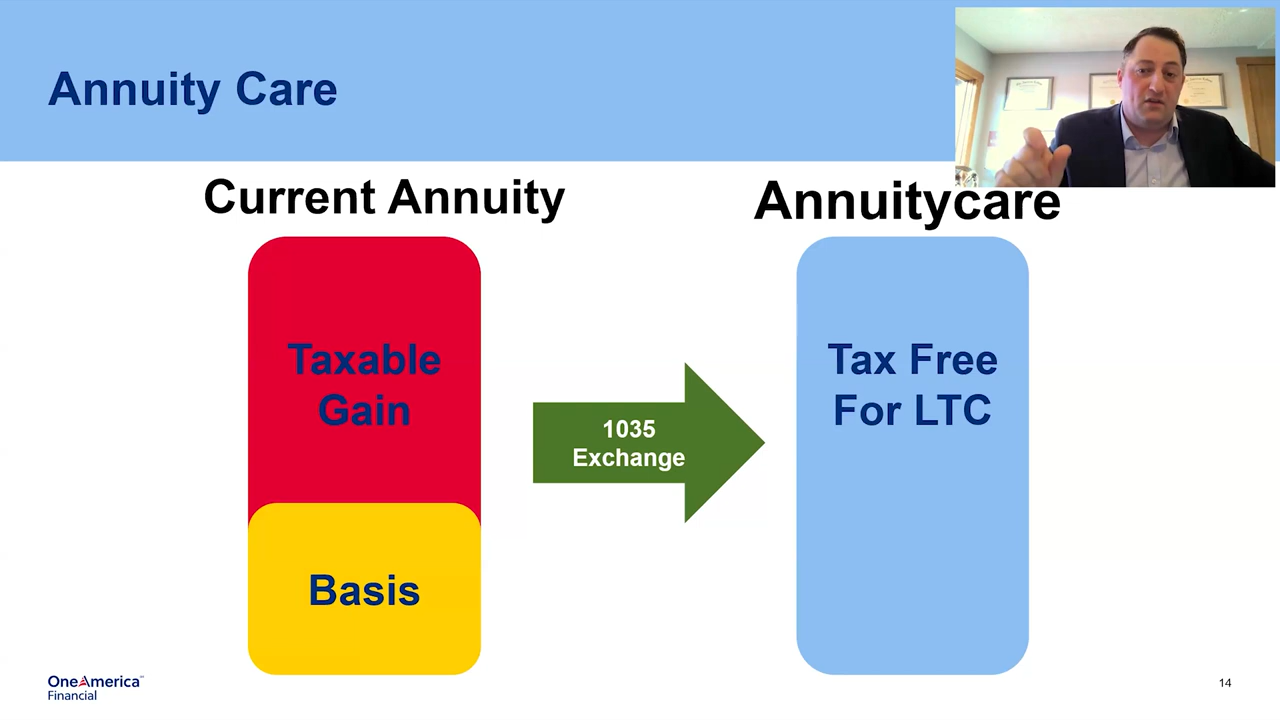 Annuity Care
Current Annuity
Annuitycare
Taxable
Gain
1035
Exchange
Tax Free
For LTC
Basis
OneAmerica
Financial
14